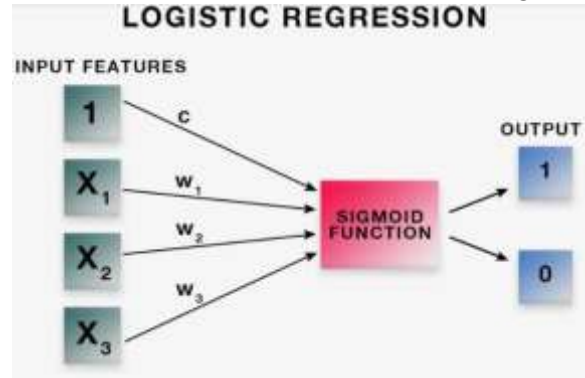 LOGISTIC REGRESSION
INPUT FEATURES
1
C
X1
W1
X2
W2
X3
W3
SIGMOID
FUNCTION
OUTPUT
1
0